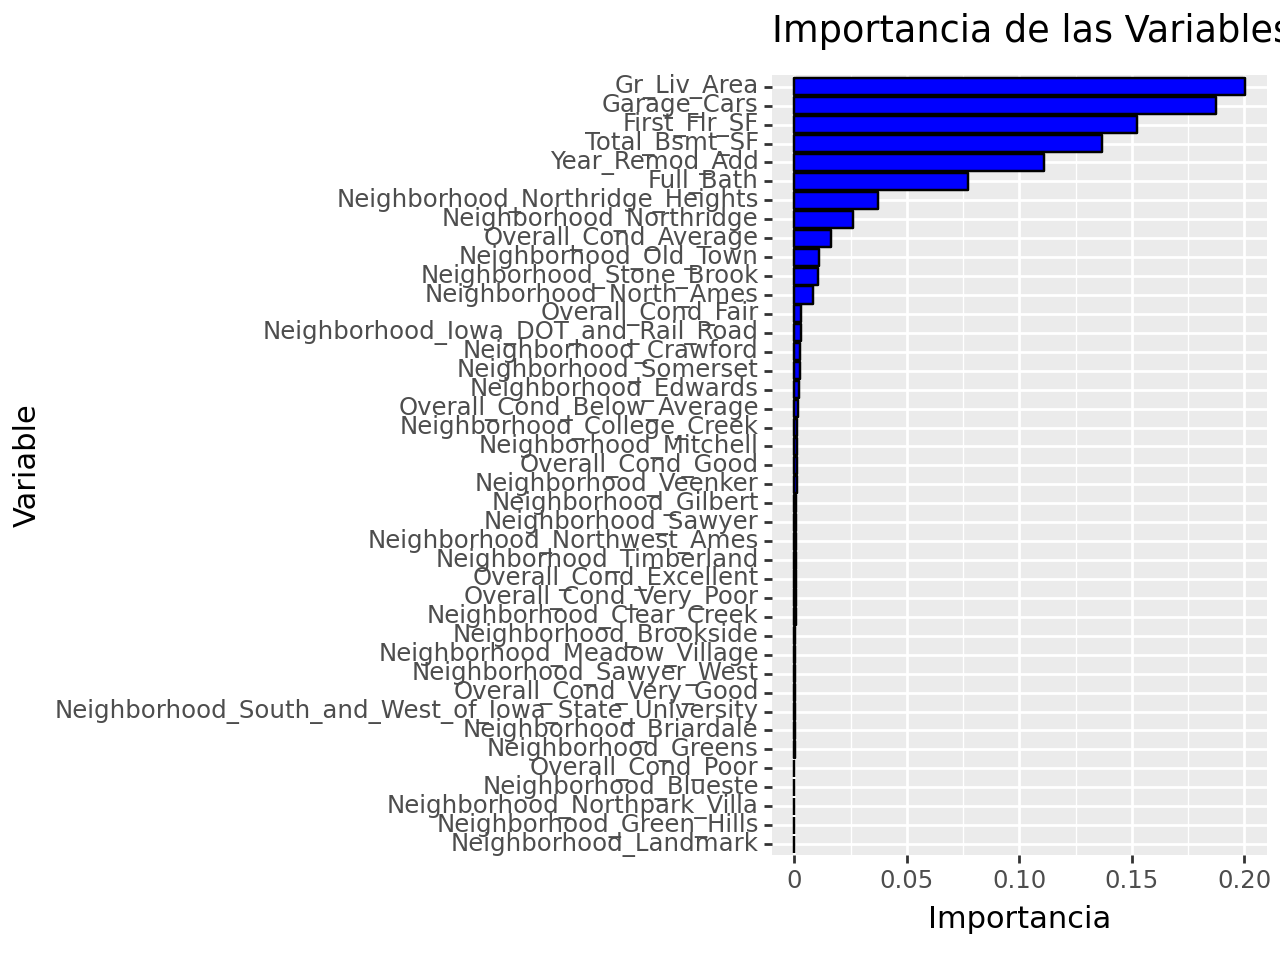 Importancia de las Variables
Gr_Liv_Area
Garage_Cars
First_Flr_SF
Total_Bsmt_SF
Year_Remod_Add
Full_Bath
Neighborhood_Northridge_Heights
Neighborhood_Northridge
Overall_Cond_Average
Neighborhood_Old_Town
Neighborhood_Stone_Brook
Neighborhood_North_Ames
Overall_Cond_Fair
Neighborhood_Iowa_DOT_and_Rail_Road
Neighborhood_Crawford
Neighborhood_Somerset
Neighborhood_Edwards
Overall_Cond_Below_Average
Neighborhood_College_Creek
Neighborhood_Mitchell
Overall_Cond_Good
Neighborhood_Veenker
Neighborhood_Gilbert
Neighborhood_Sawyer
Neighborhood_Northwest_Ames
Neighborhood_Timberland
Overall_Cond_Excellent
Overall_Cond_Very_Poor
Neighborhood_Clear_Creek
Neighborhood_Brookside
Neighborhood_Meadow_Village
Neighborhood_Sawyer_West
Overall_Cond_Very_Good
Neighborhood_South_and_West_of_Iowa_State_University
Neighborhood_Briardale
Neighborhood_Greens
Overall_Cond_Poor
Neighborhood_Blueste
Neighborhood_Northpark_Villa
Neighborhood_Green_Hills
Neighborhood_Landmark
Variable
0 0.05 0.10 0.15 0.20
Importancia